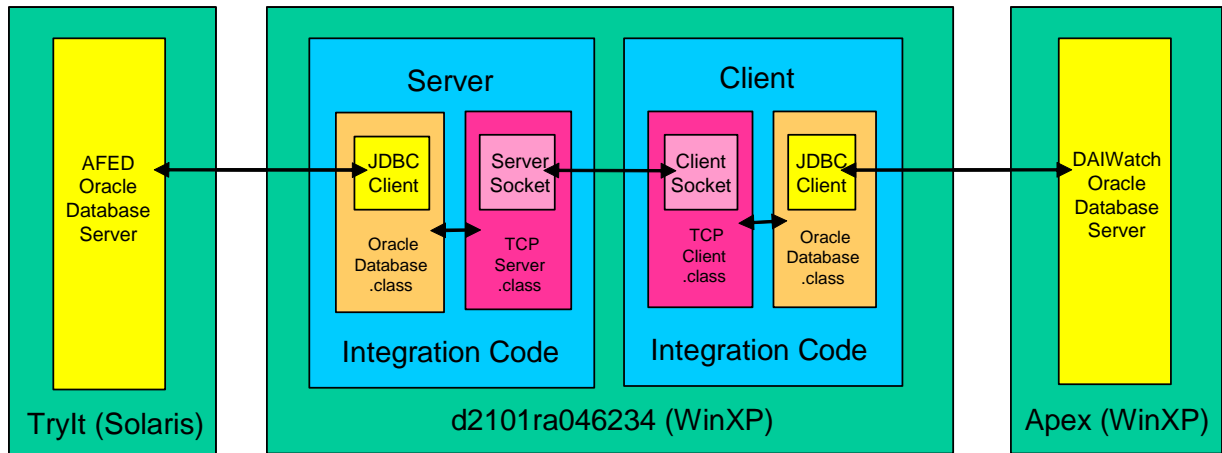 AFED
Oracle
Database
Server
TryIt (Solaris)
Server
JDBC
Client
Oracle
Database
.class
Server
Socket
TCP
Server
.class
Integration Code
Client
Client
Socket
TCP
Client
.class
JDBC
Client
Oracle
Database
.class
Integration Code
d2101ra046234 (WinXP)
DAIWatch
Oracle
Database
Server
Apex (WinXP)